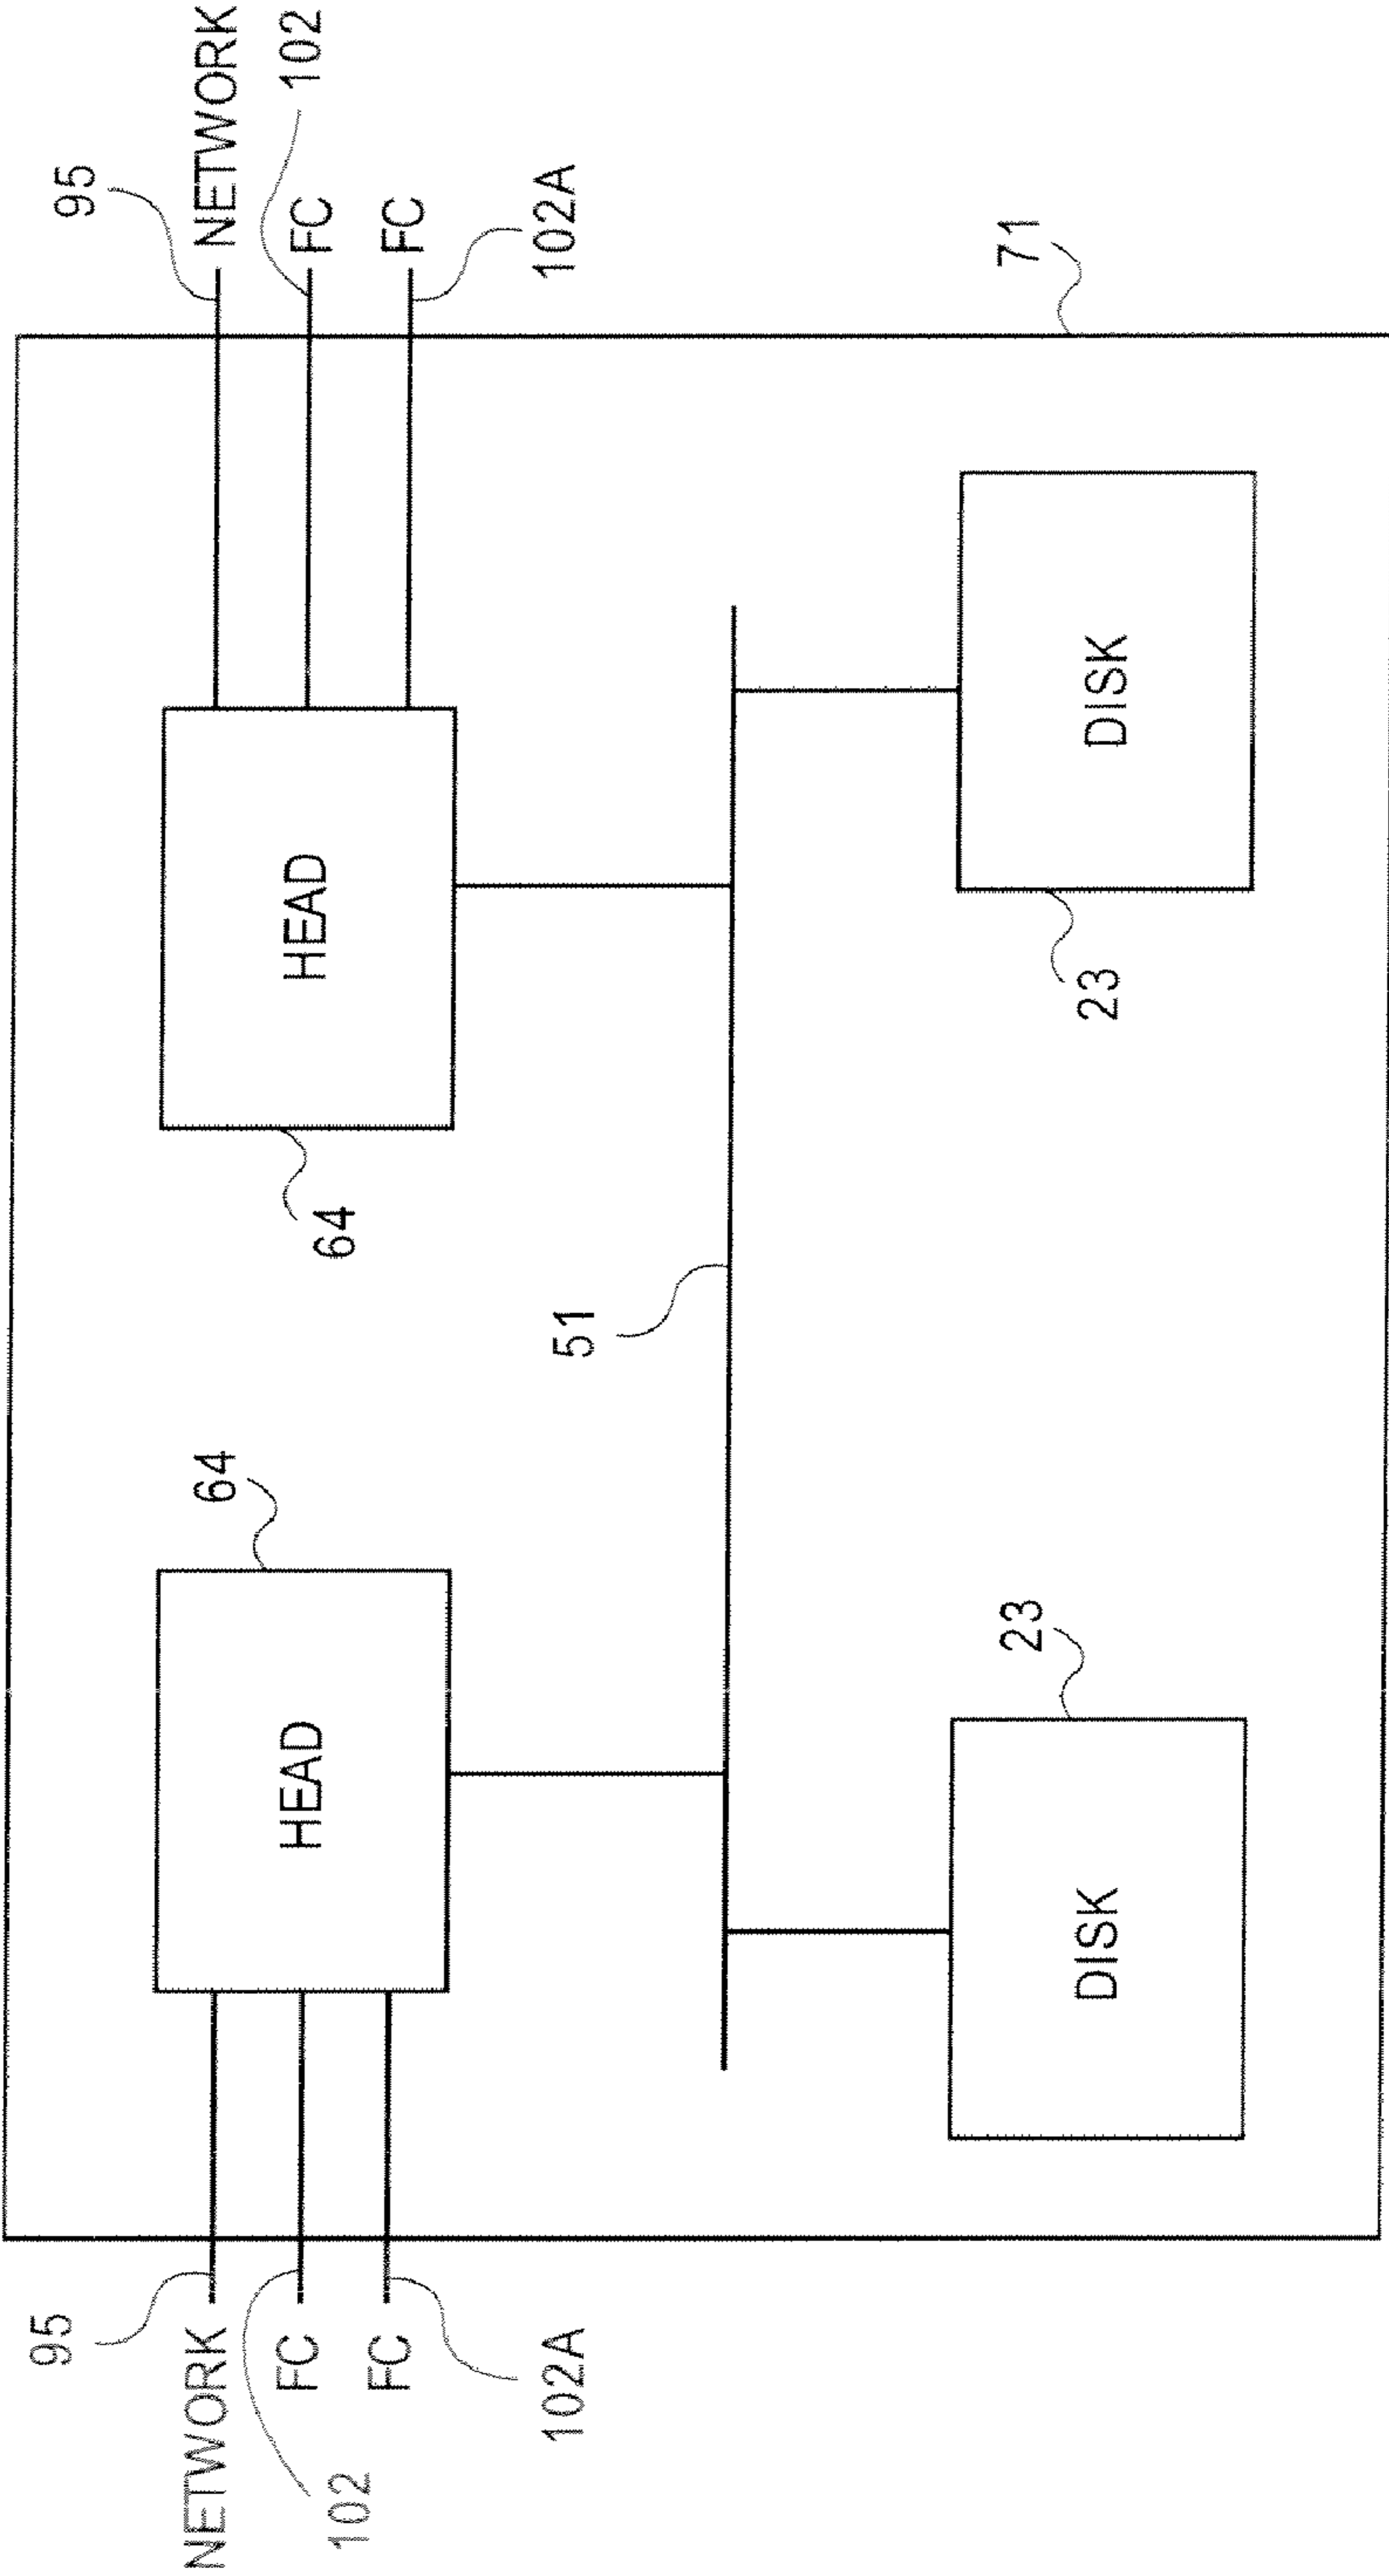 95
95
NETWORK
64
NETWORK
FC
HEAD
HEAD
FC
102
102
64
FC
FC
102A
51
102A
23
71
DISK
23
DISK